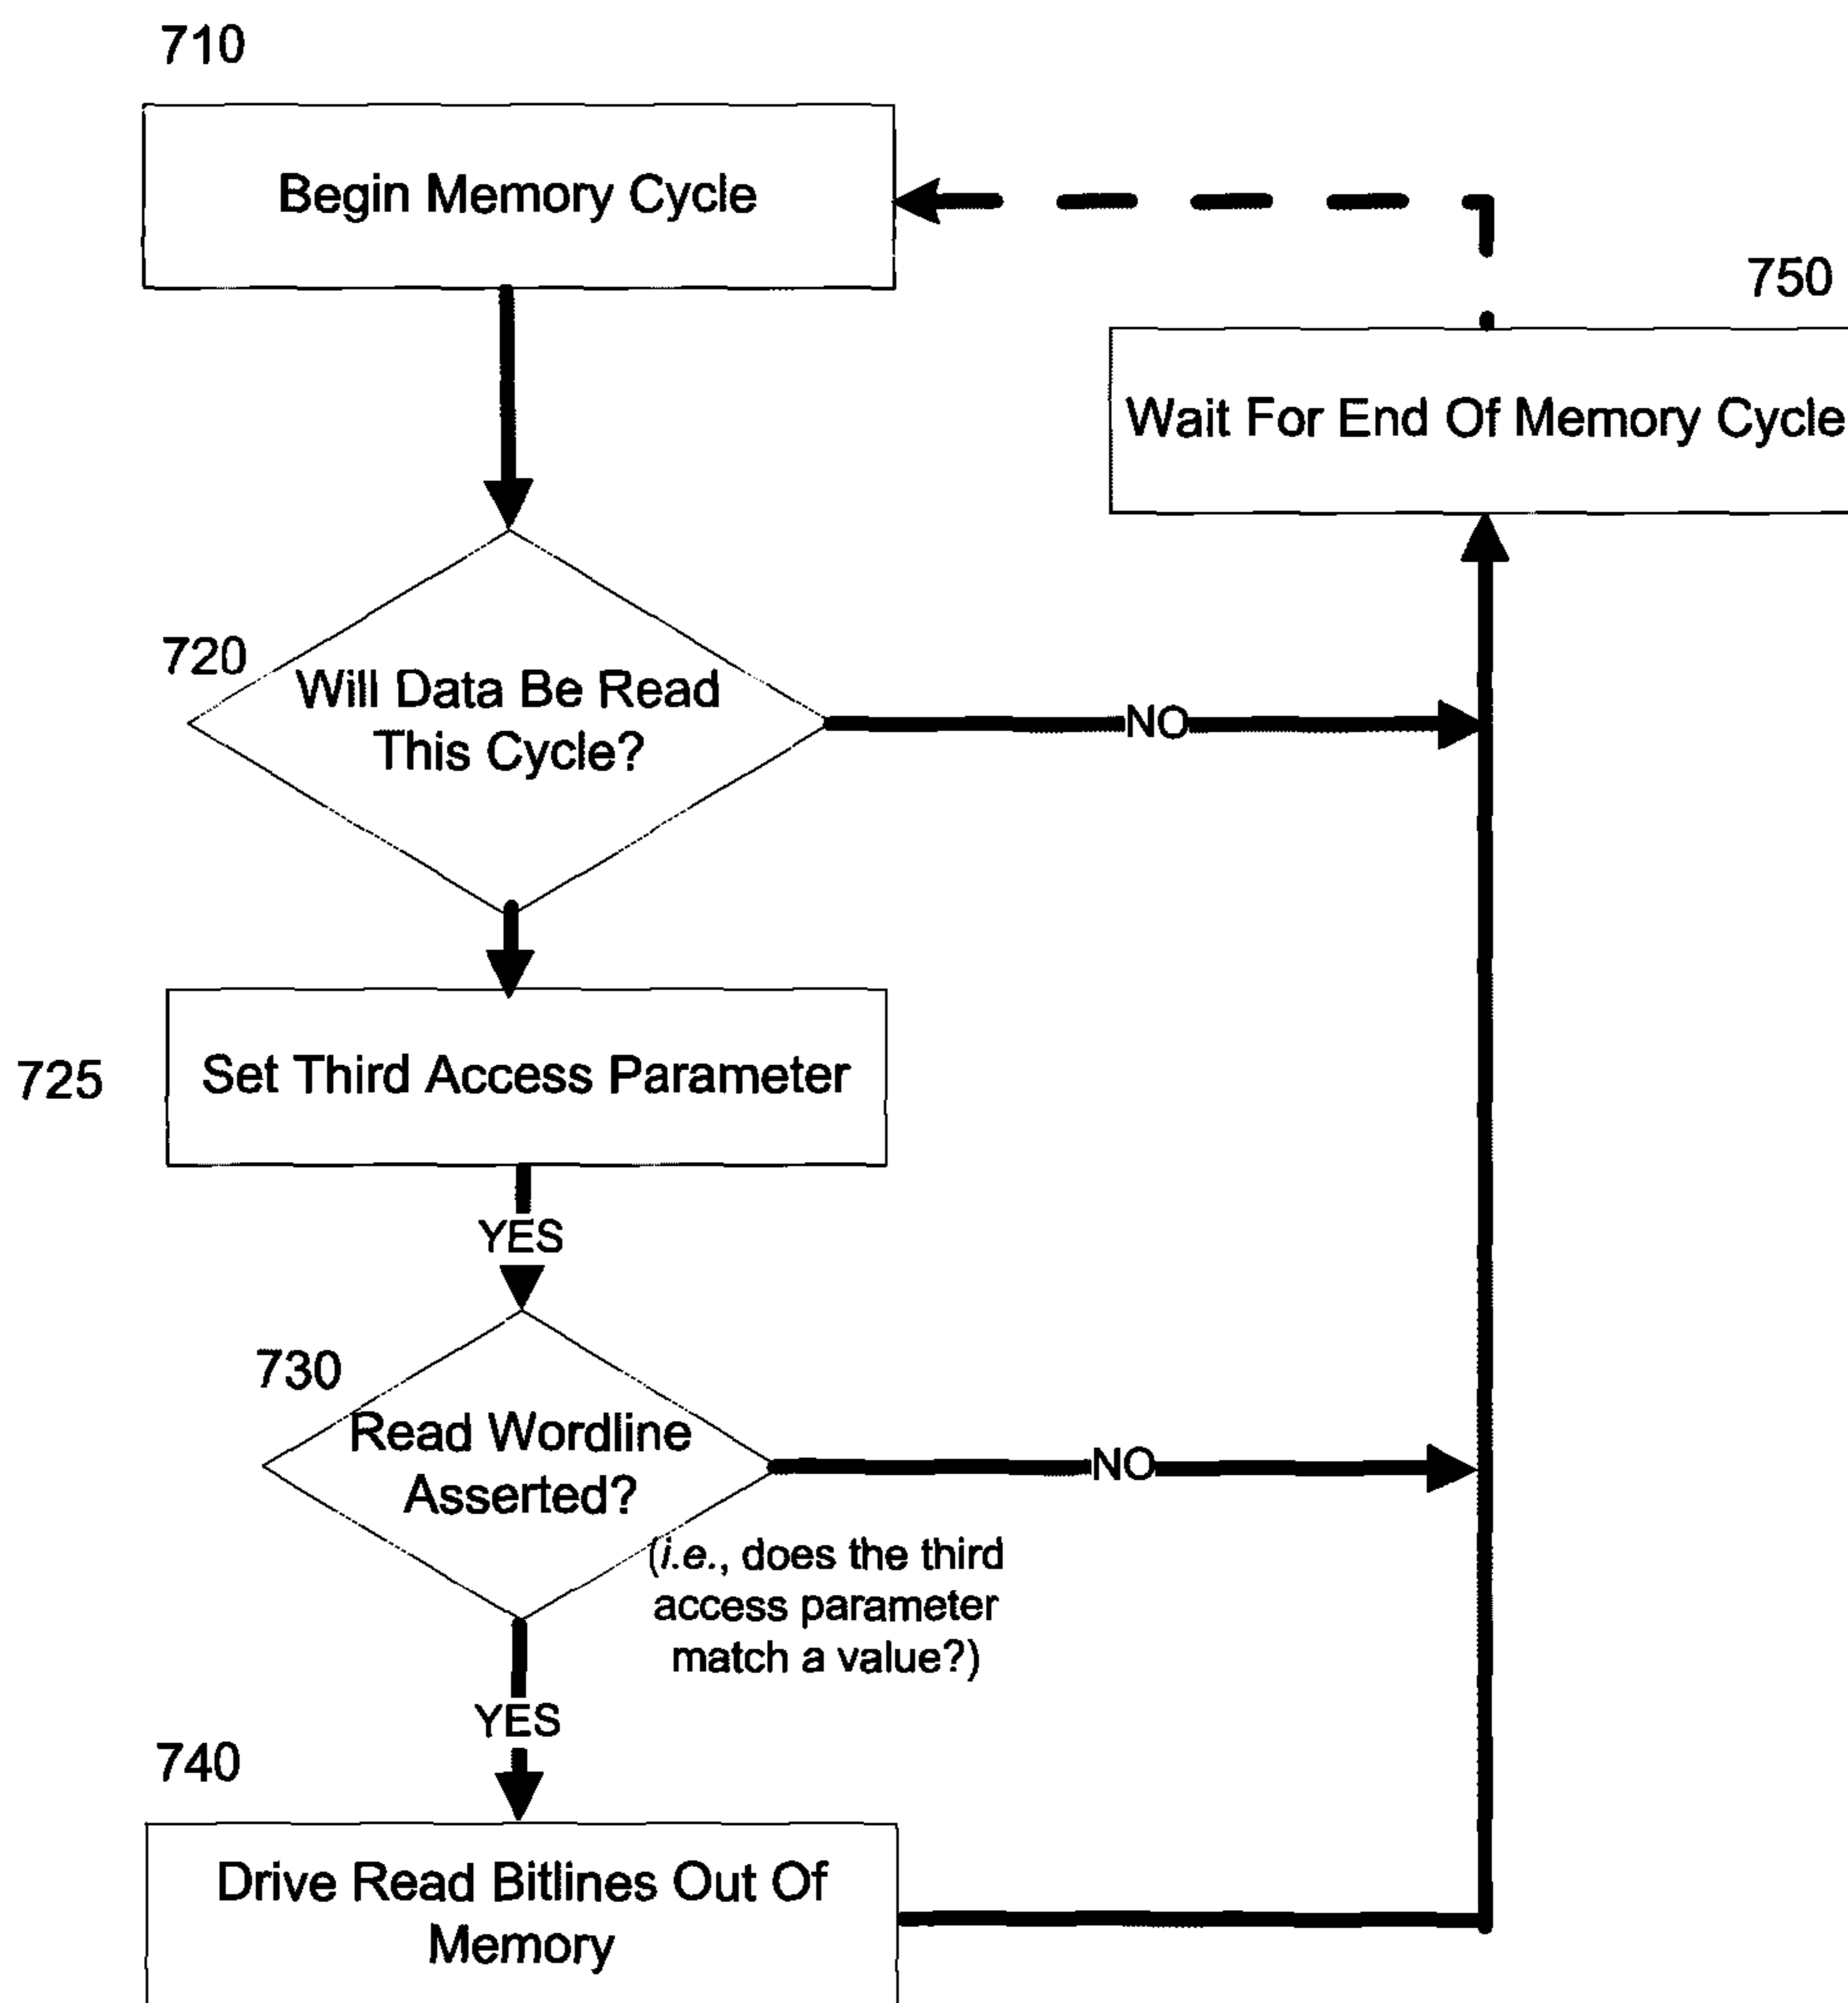 710
Begin Memory Cycle
750
Wait For End Of Memory Cycle
720
Will Data Be Read
This Cycle?
NO
725
Set Third Access Parameter
YES
730
Read Wordline
Asserted?
NO
(i.e., does the third
access parameter
match a value?)
YES
740
Drive Read Bitlines Out Of
Memory